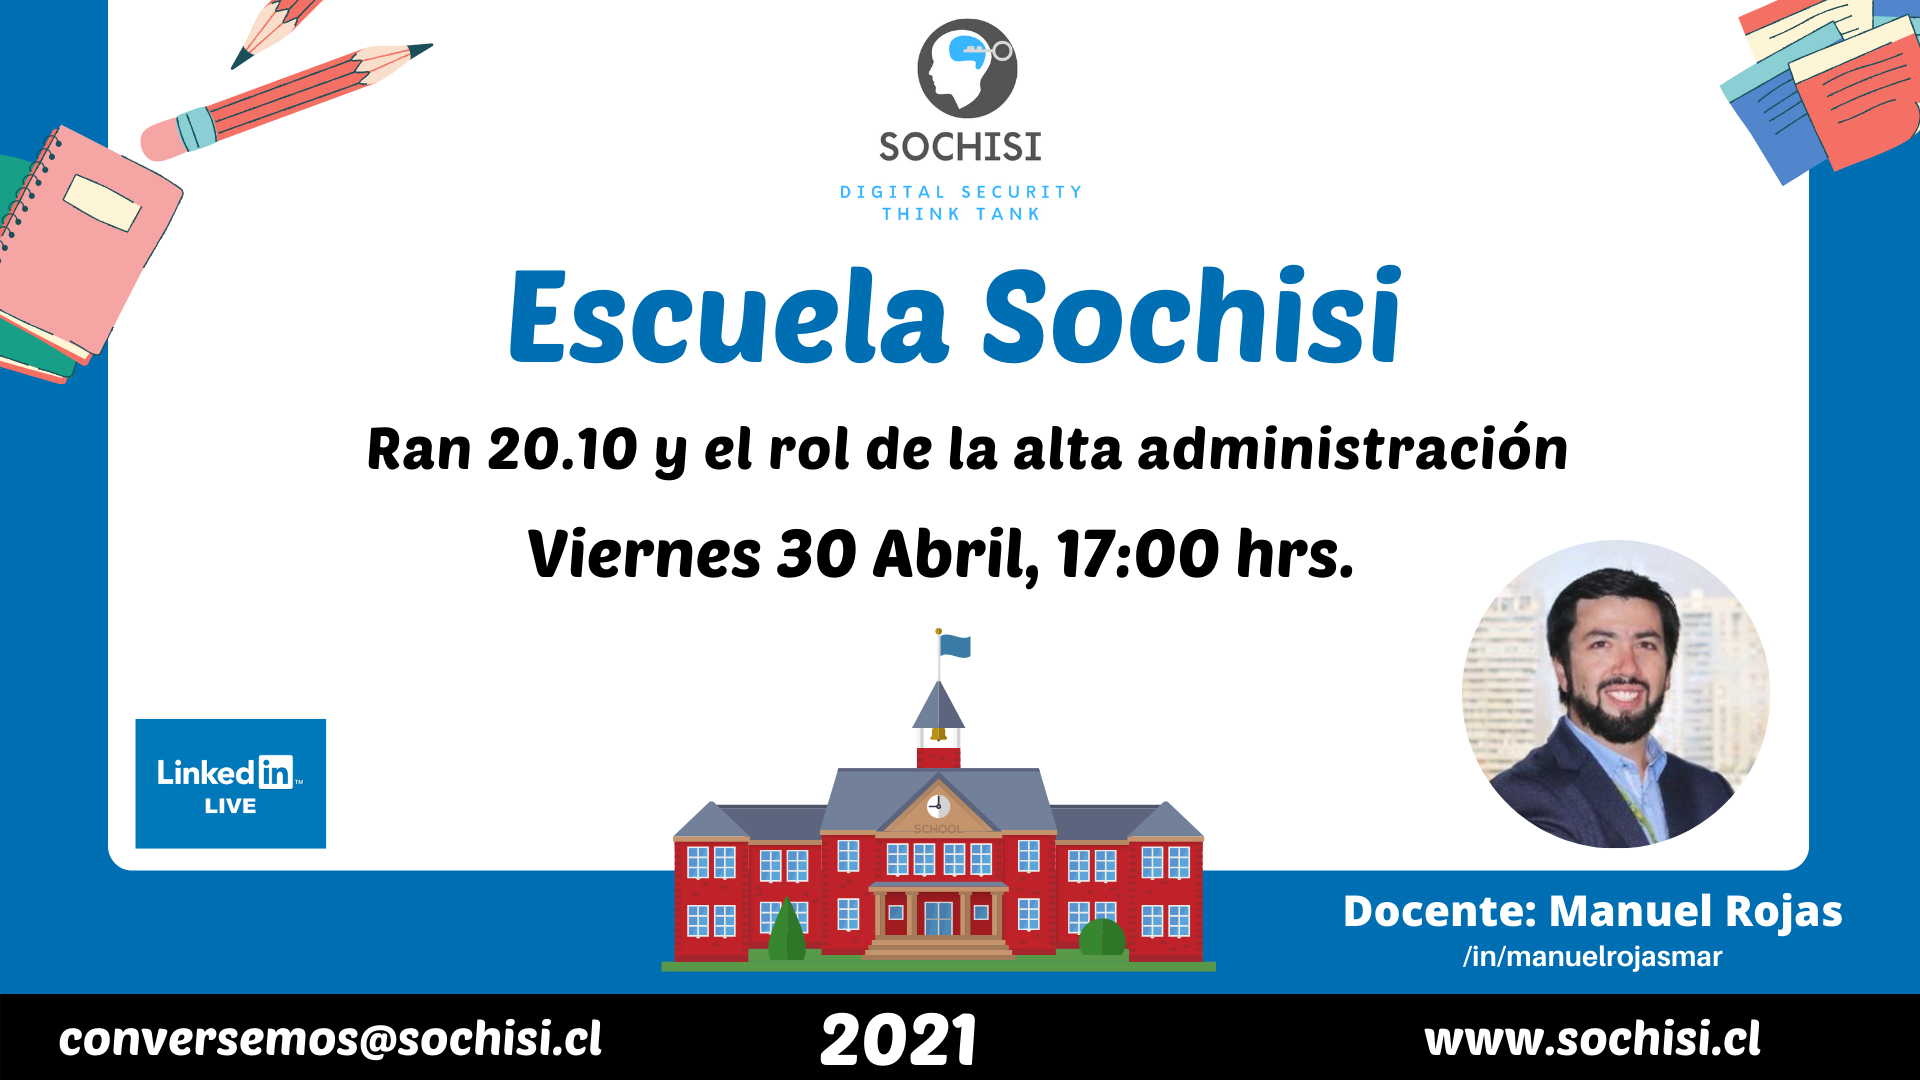 SOCHISI
DIGITAL SECURITY
THINK TANK
Escuela Sochisi
Ran 20.10 y el rol de la alta administración
Viernes 30 Abril, 17:00 hrs.
Linked in™
LIVE
SCHOOL
Docente: Manuel Rojas
/in/manuelrojasmar
conversemos@sochisi.cl
2021
www.sochisi.cl